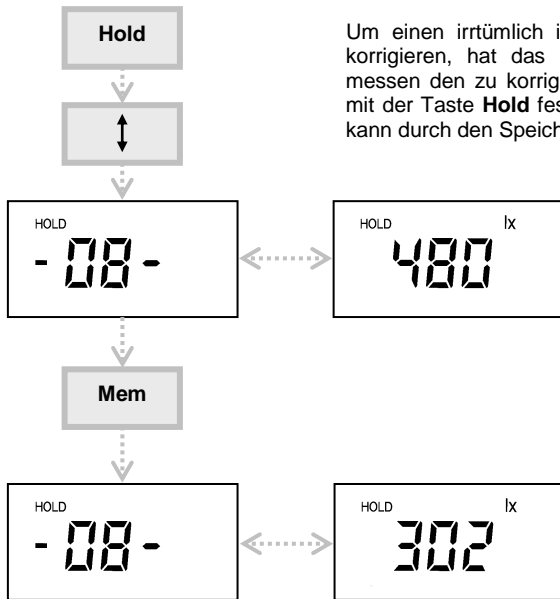 Hold
Um einen irrtümlich i
korrigieren, hat das
messen den zu korrig
mit der Taste Hold fes
kann durch den Speich
HOLD
-08-
HOLD lx
480
Mem
HOLD
-08-
HOLD lx
302